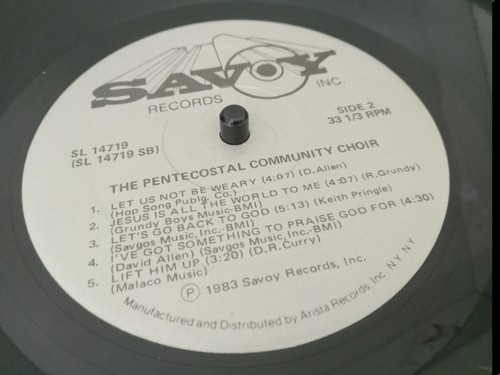 SAVOY
RECORDS INC.
SL 14719
(SL 14719 SB)
SIDE 2
33 1/3 RPM
THE PENTECOSTAL COMMUNITY CHOIR
1. LET US NOT BE WEARY (4:07) (D.Allen)
(Hop Song Publg. Co.)
2. JESUS IS ALL THE WORLD TO ME (4:07) (R.Grundy)
(Grundy Boys Music-BMI)
3. LET'S GO BACK TO GOD (5:13) (Keith Pringle)
(Savgos Music, Inc.-BMI)
4. I'VE GOT SOMETHING TO PRAISE GOD FOR (4:30)
(David Allen) (Savgos Music, Inc.-BMI)
5. LIFT HIM UP (3:20) (D.R.Curry)
(Malaco Music)
Ⓟ 1983 Savoy Records, Inc.
Manufactured and Distributed by Arista Records Inc. N.Y. N.Y.